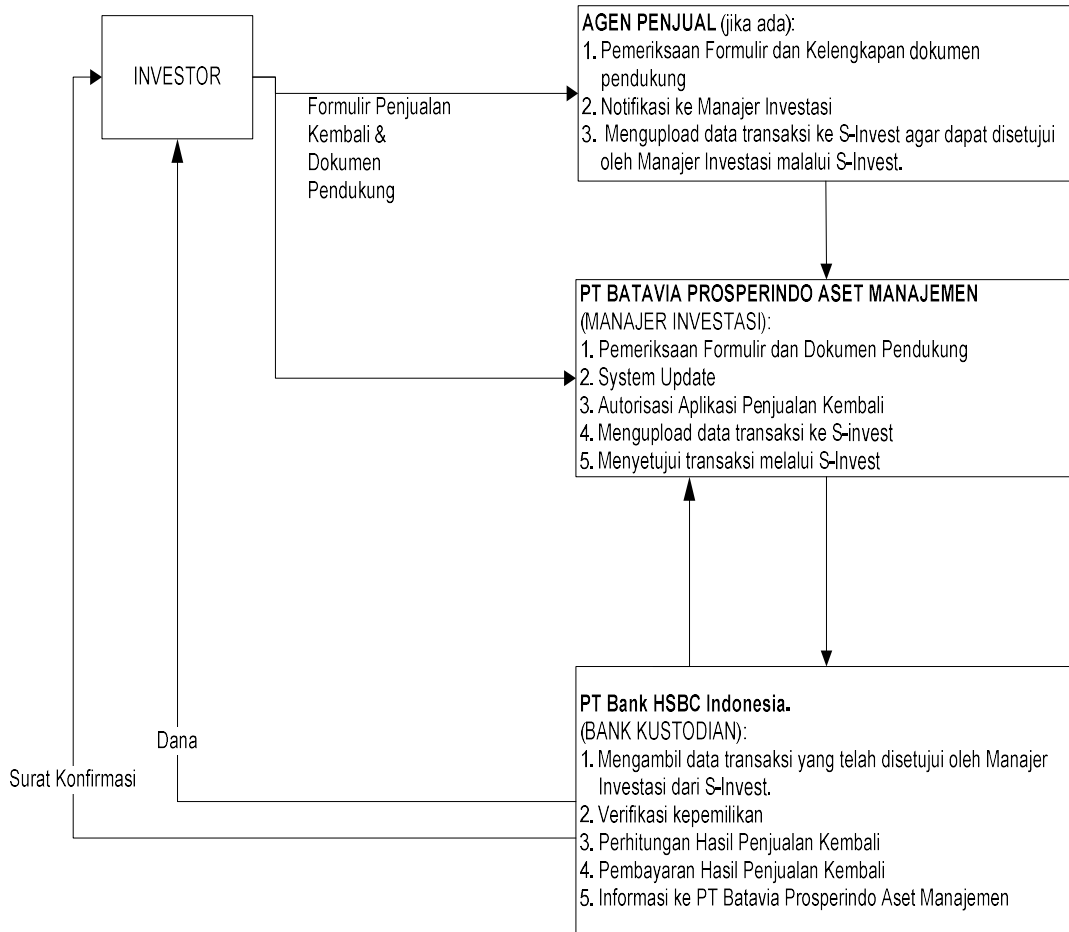 INVESTOR
Formulir Penjualan
Kembali &
Dokumen
Pendukung
AGEN PENJUAL (jika ada):
1. Pemeriksaan Formulir dan Kelengkapan dokumen
pendukung
2. Notifikasi ke Manajer Investasi
3. Mengupload data transaksi ke S-Invest agar dapat disetujui
oleh Manajer Investasi malalui S-Invest.
PT BATAVIA PROSPERINDO ASET MANAJEMEN
(MANAJER INVESTASI):
1. Pemeriksaan Formulir dan Dokumen Pendukung
2. System Update
3. Autorisasi Aplikasi Penjualan Kembali
4. Mengupload data transaksi ke S-invest
5. Menyetujui transaksi melalui S-Invest
PT Bank HSBC Indonesia.
(BANK KUSTODIAN):
1. Mengambil data transaksi yang telah disetujui oleh Manajer
Investasi dari S-Invest.
2. Verifikasi kepemilikan
3. Perhitungan Hasil Penjualan Kembali
4. Pembayaran Hasil Penjualan Kembali
5. Informasi ke PT Batavia Prosperindo Aset Manajemen
Dana
Surat Konfirmasi